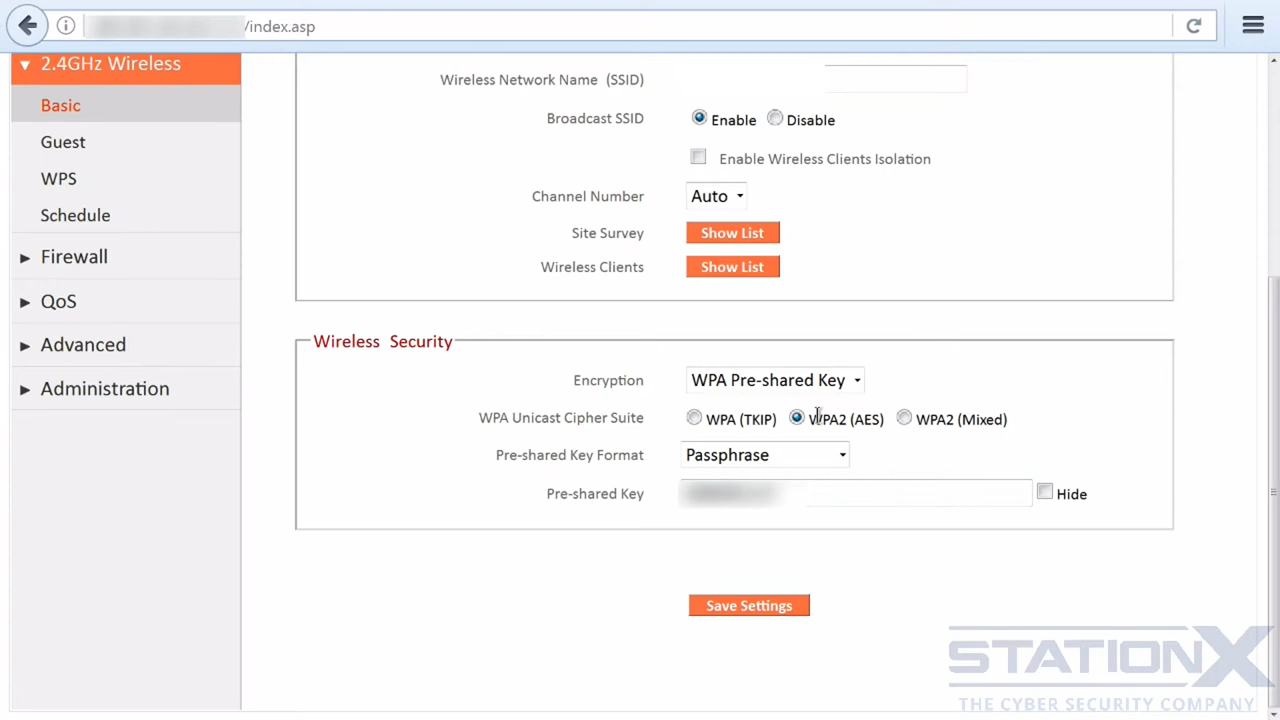 /index.asp
2.4GHz Wireless
Basic
Guest
WPS
Schedule
Firewall
QoS
Advanced
Administration
Wireless Network Name (SSID)
Broadcast SSID Enable Disable
Enable Wireless Clients Isolation
Channel Number Auto
Site Survey Show List
Wireless Clients Show List
Wireless Security
Encryption WPA Pre-shared Key
WPA Unicast Cipher Suite WPA (TKIP) WPA2 (AES) WPA2 (Mixed)
Pre-shared Key Format Passphrase
Pre-shared Key Hide
Save Settings
STATIONX
THE CYBER SECURITY COMPANY